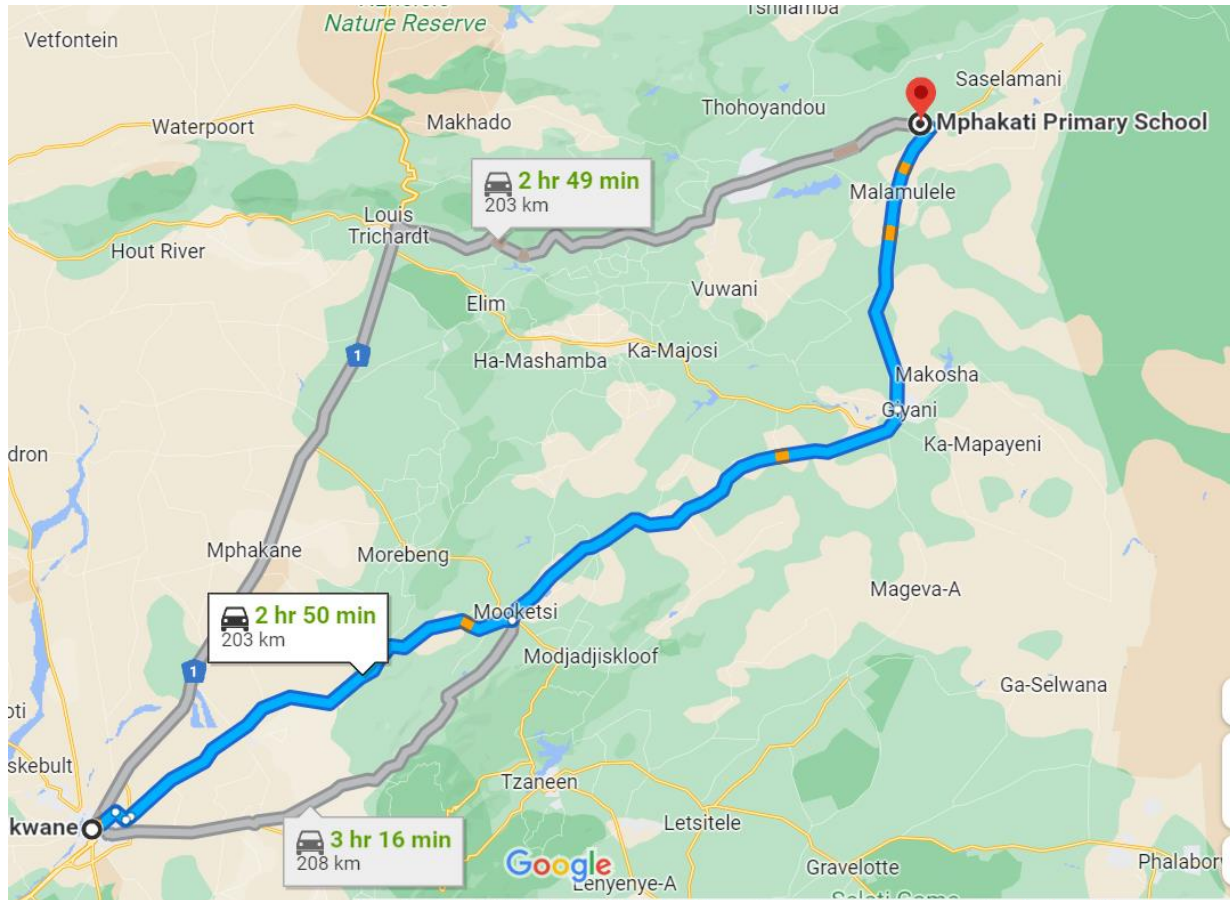 Nature Reserve
Tshilamba
Vetfontein
Saselamani
Thohoyandou
Mphakati Primary School
Waterpoort
Makhado
2 hr 49 min
203 km
Malamulele
Louis
Trichardt
Hout River
Vuwani
Elim
Ha-Mashamba
Ka-Majosi
1
Makosha
Giyani
Ka-Mapayeni
dron
Mphakane
Morebeng
Mageva-A
2 hr 50 min
203 km
Mooketsi
Modjadjiskloof
1
Ga-Selwana
oti
skebult
Tzaneen
kwane
Letsitele
3 hr 16 min
208 km
Google
Gravelotte
Phalabor
Lenyenye-A